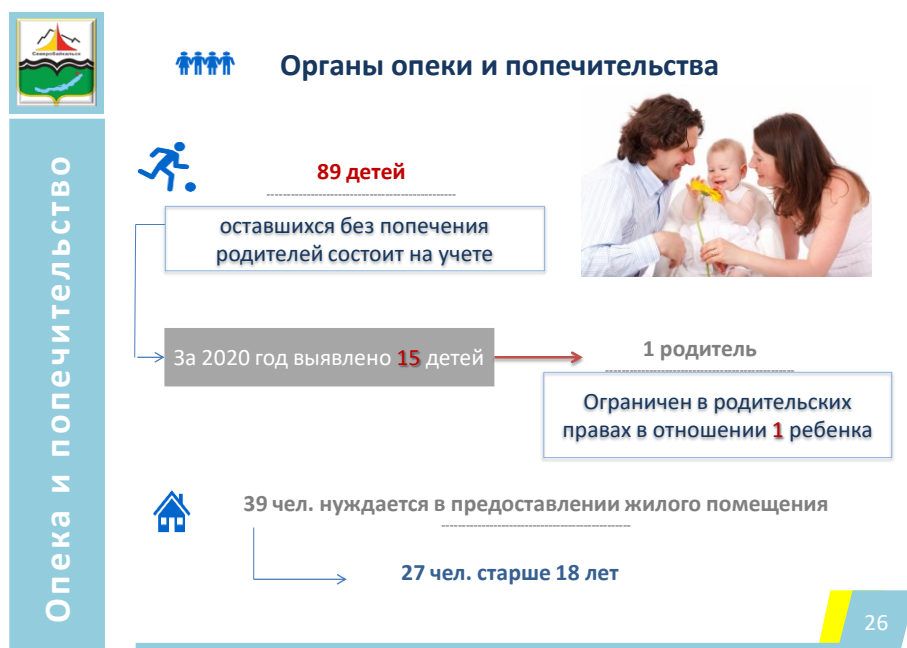 Северобайкальск
Органы опеки и попечительства
Опека и попечительство
89 детей
оставшихся без попечения
родителей состоит на учете
За 2020 год выявлено 15 детей
1 родитель
Ограничен в родительских
правах в отношении 1 ребенка
39 чел. нуждается в предоставлении жилого помещения
27 чел. старше 18 лет
26